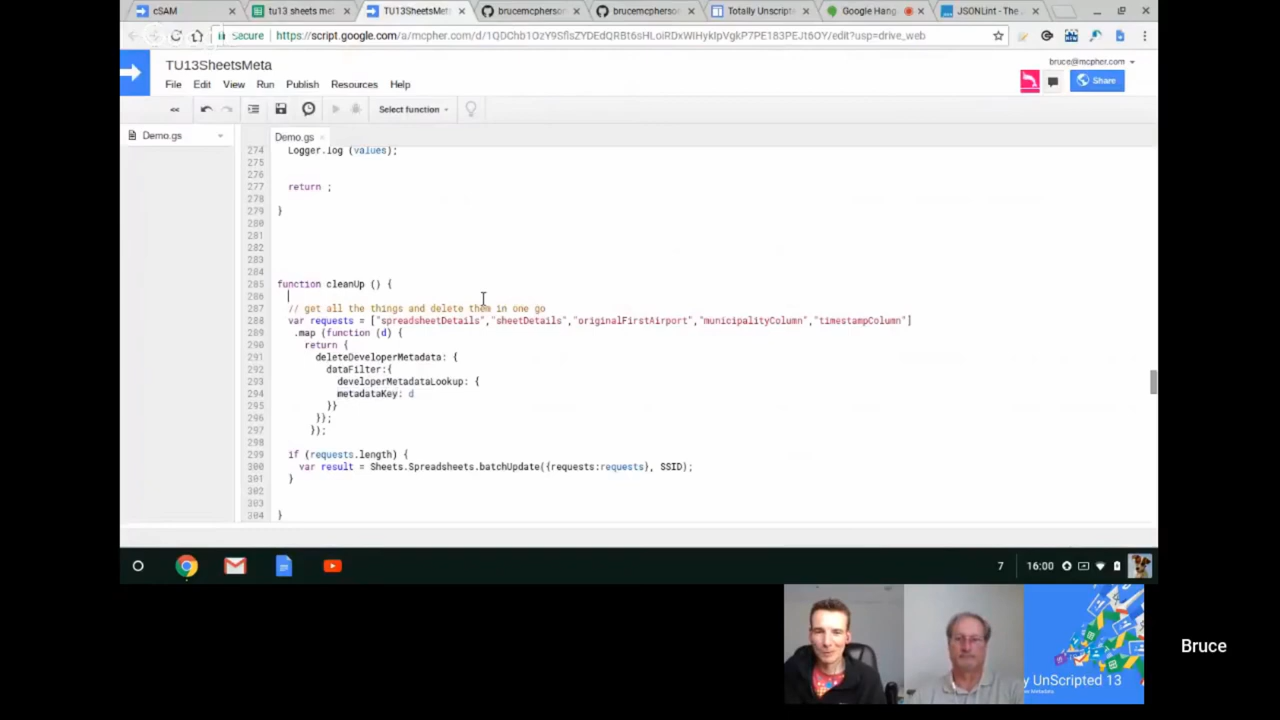 cSAM
tu13 sheets met
TU13SheetsMet
brucemcpherson
brucemcpherson
Totally Unscript
Google Hang
JSONLint - The
Secure
https://script.google.com/a/mcpher.com/d/
/edit?usp=drive_web
TU13SheetsMeta
bruce@mcpher.com
File Edit View Run Publish Resources Help
Share
<<
Select function
Demo.gs
Demo.gs
274 Logger.log (values);
275
276
277 return ;
278
279 }
280
281
282
283
284
285 function cleanUp () {
286
287 // get all the things and delete them in one go
288 var requests = ["spreadsheetDetails","sheetDetails","originalFirstAirport","municipalityColumn","timestampColumn"]
289 .map (function (d) {
290 return {
291 deleteDeveloperMetadata: {
292 dataFilter:{
293 developerMetadataLookup: {
294 metadataKey: d
295 }}
296 }};
297 });
298
299 if (requests.length) {
300 var result = Sheets.Spreadsheets.batchUpdate({requests:requests}, SSID);
301 }
302
303
304 }
7
16:00
y UnScripted 13
Bruce